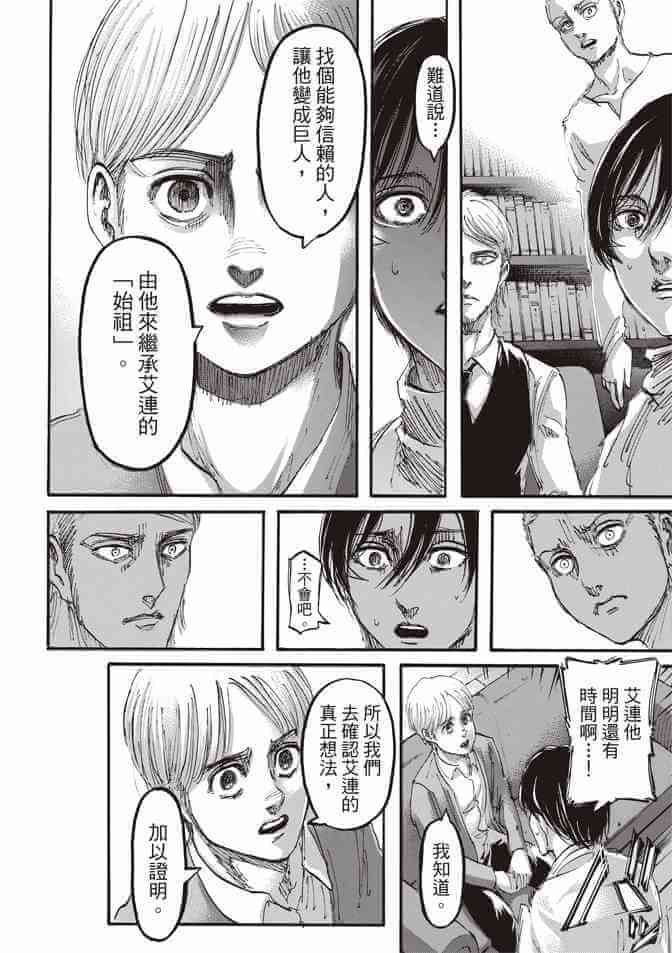 難道說…
找個能夠信賴的人，
讓他變成巨人，
由他來繼承艾連的
「始祖」。
…不會吧。
艾連他
明明還有
時間啊…！
我知道。
所以我們
去確認艾連的
真正想法，
加以證明。